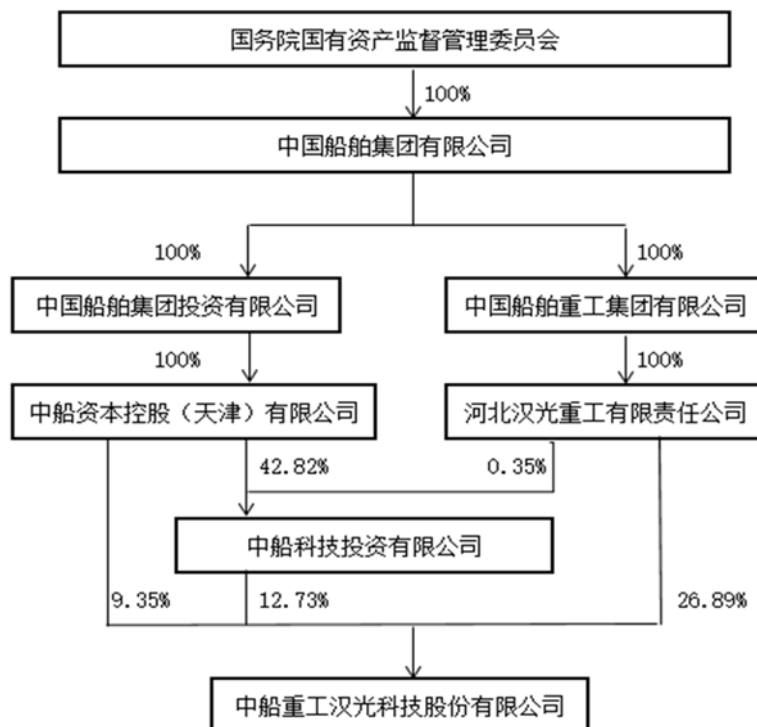 国务院国有资产监督管理委员会
100%
中国船舶集团有限公司
100%
100%
中国船舶集团投资有限公司
中国船舶重工集团有限公司
100%
100%
中船资本控股（天津）有限公司
河北汉光重工有限责任公司
42.82%
0.35%
中船科技投资有限公司
9.35%
12.73%
26.89%
中船重工汉光科技股份有限公司